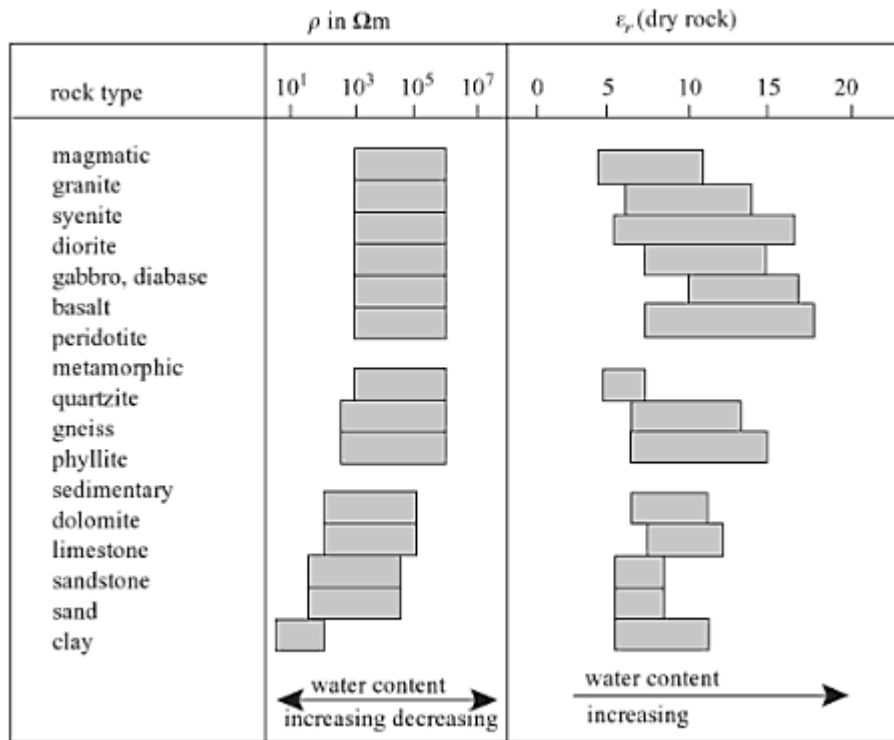 ρ in Ωm εᵣ (dry rock)
rock type 10¹ 10³ 10⁵ 10⁷ 0 5 10 15 20
magmatic
granite
syenite
diorite
gabbro, diabase
basalt
peridotite
metamorphic
quartzite
gneiss
phyllite
sedimentary
dolomite
limestone
sandstone
sand
clay
water content water content
increasing decreasing increasing